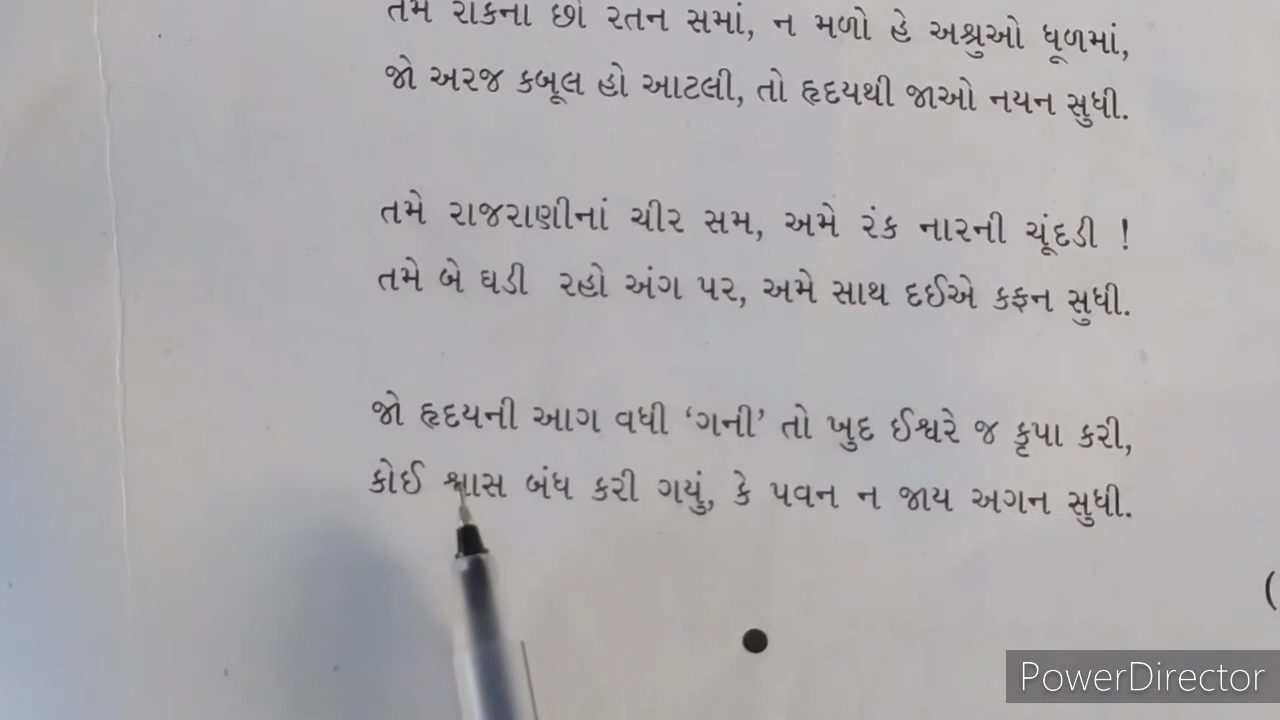 તમે રાંકનાં છો રતન સમાં, ન મળો હે અશ્રુઓ ધૂળમાં,
જો અરજ કબૂલ હો આટલી, તો હૃદયથી જાઓ નયન સુધી.
તમે રાજરાણીનાં ચીર સમ, અમે રંક નારની ચૂંદડી !
તમે બે ઘડી રહો અંગ પર, અમે સાથ દઈએ કફન સુધી.
જો હૃદયની આગ વધી ‘ગની’ તો ખુદ ઈશ્વરે જ કૃપા કરી,
કોઈ શ્વાસ બંધ કરી ગયું, કે પવન ન જાય અગન સુધી.
(
PowerDirector